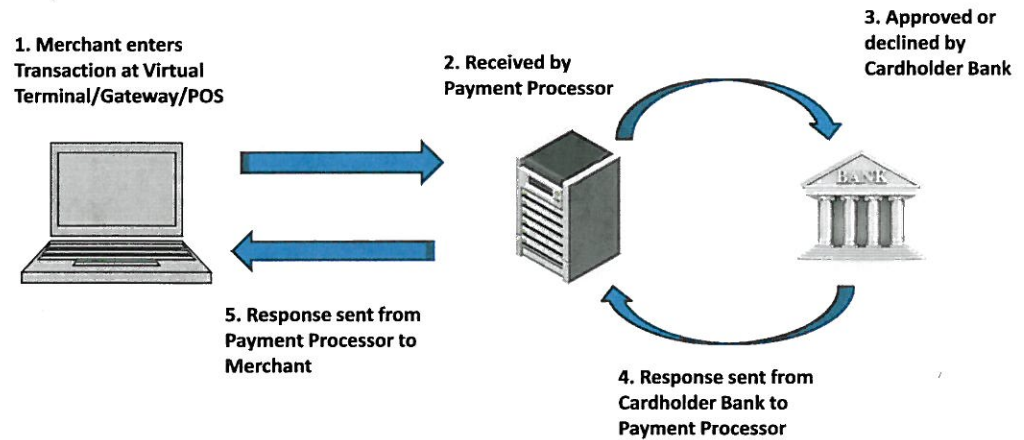 1. Merchant enters
Transaction at Virtual
Terminal/Gateway/POS
2. Received by
Payment Processor
3. Approved or
declined by
Cardholder Bank
BANK
5. Response sent from
Payment Processor to
Merchant
4. Response sent from
Cardholder Bank to
Payment Processor